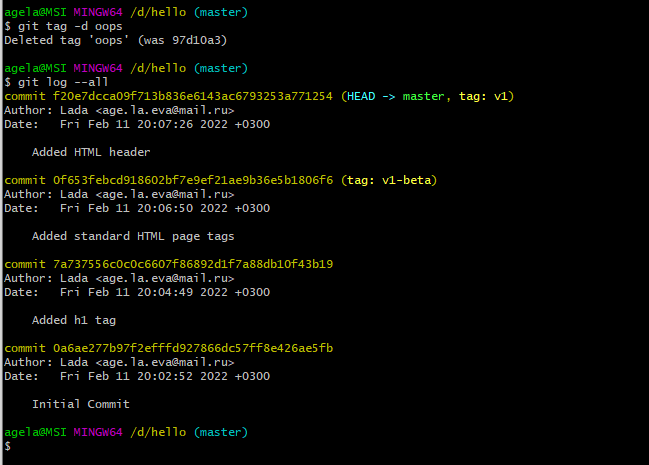 agela@MSI MINGW64 /d/hello (master)
$ git tag -d oops
Deleted tag 'oops' (was 97d10a3)
agela@MSI MINGW64 /d/hello (master)
$ git log --all
commit f20e7dcca09f713b836e6143ac6793253a771254 (HEAD -> master, tag: v1)
Author: Lada <age.la.eva@mail.ru>
Date:   Fri Feb 11 20:07:26 2022 +0300
Added HTML header
commit 0f653febcd918602bf7e9ef21ae9b36e5b1806f6 (tag: v1-beta)
Author: Lada <age.la.eva@mail.ru>
Date:   Fri Feb 11 20:06:50 2022 +0300
Added standard HTML page tags
commit 7a737556c0c0c6607f86892d1f7a88db10f43b19
Author: Lada <age.la.eva@mail.ru>
Date:   Fri Feb 11 20:04:49 2022 +0300
Added h1 tag
commit 0a6ae277b97f2efffd927866dc57ff8e426ae5fb
Author: Lada <age.la.eva@mail.ru>
Date:   Fri Feb 11 20:02:52 2022 +0300
Initial Commit
agela@MSI MINGW64 /d/hello (master)
$